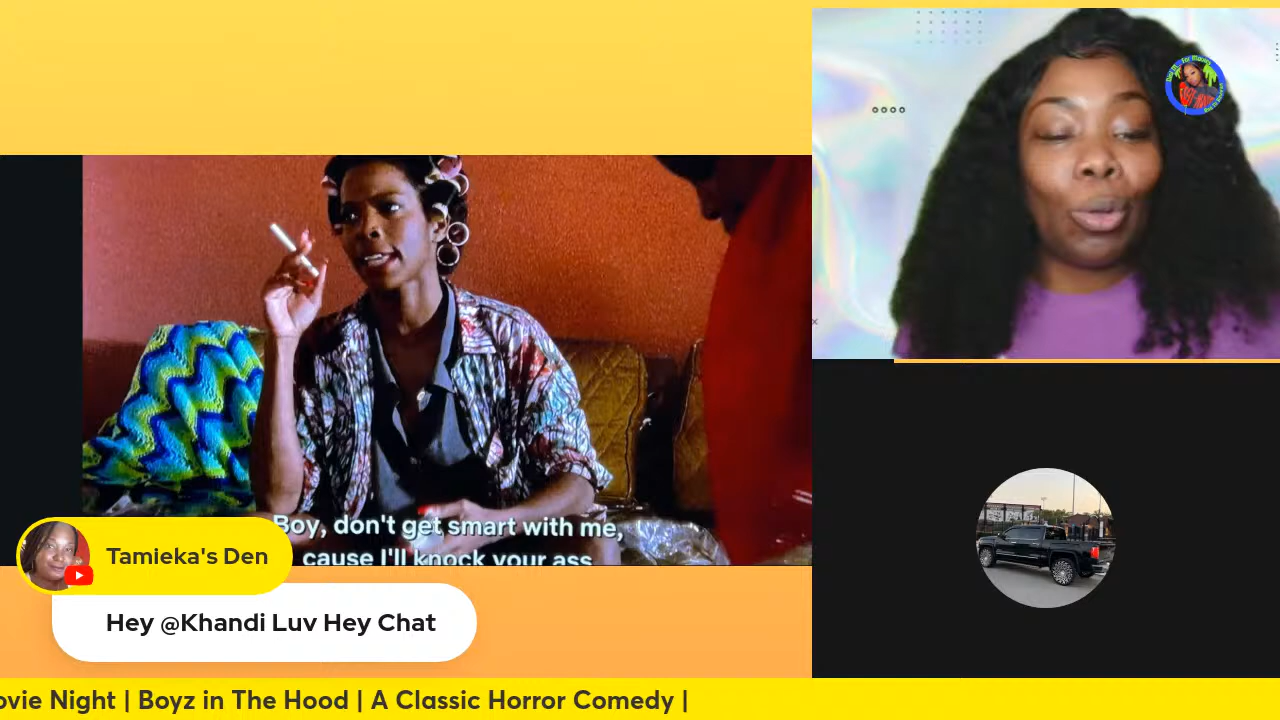 Boy, don't get smart with me,
cause I'll knock your ass
Tamieka's Den
Hey @Khandi Luv Hey Chat
ovie Night | Boyz in The Hood | A Classic Horror Comedy |